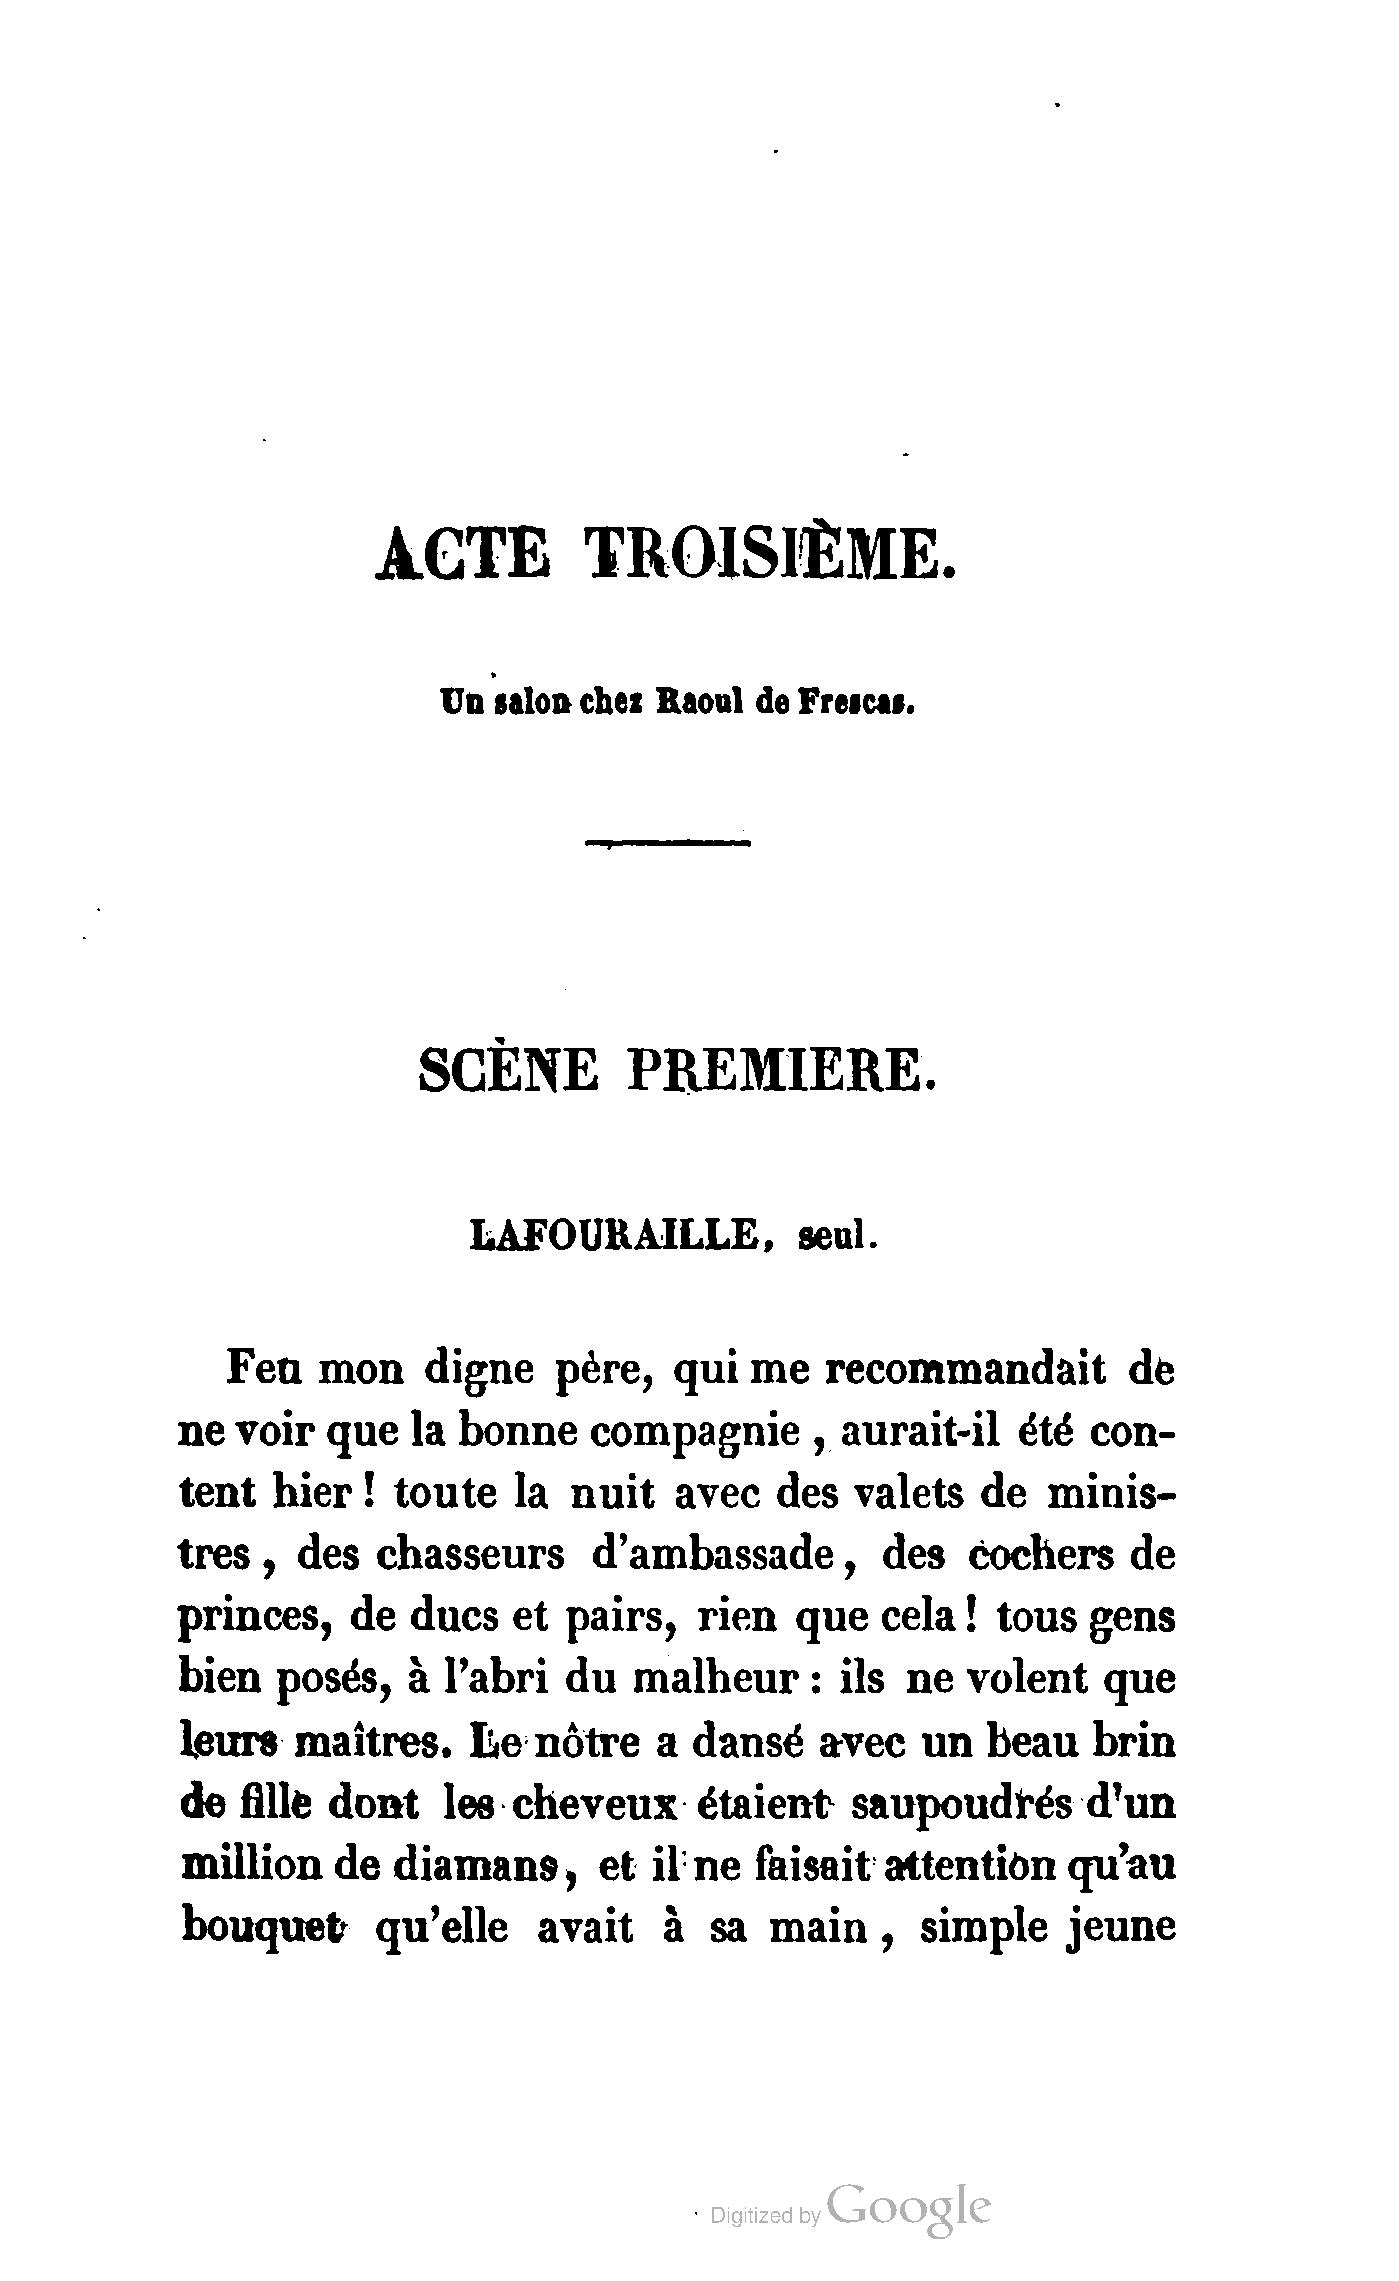 ACTE TROISIÈME.
Un salon chez Raoul de Frescas.
SCÈNE PREMIERE.
LAFOURAILLE, seul.
Feu mon digne père, qui me recommandait de
ne voir que la bonne compagnie , aurait-il été con-
tent hier ! toute la nuit avec des valets de minis-
tres , des chasseurs d'ambassade , des cochers de
princes, de ducs et pairs, rien que cela ! tous gens
bien posés, à l'abri du malheur : ils ne volent que
leurs maîtres. Le nôtre a dansé avec un beau brin
de fille dont les cheveux étaient saupoudrés d'un
million de diamans, et il ne faisait attention qu'au
bouquet qu'elle avait à sa main , simple jeune
Digitized by Google